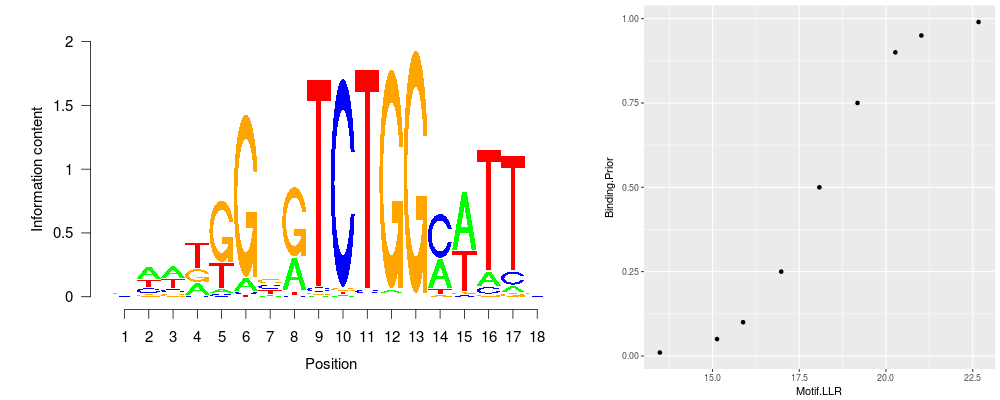 2
1.5
1
0.5
0
Information content
1 2 3 4 5 6 7 8 9 10 11 12 13 14 15 16 17 18
Position
A A T G G G T C T G G C A T T
T T G T A A A T A C
A A
1.00
0.75
0.50
0.25
0.00
Binding.Prior
15.0 17.5 20.0 22.5
Motif.LLR